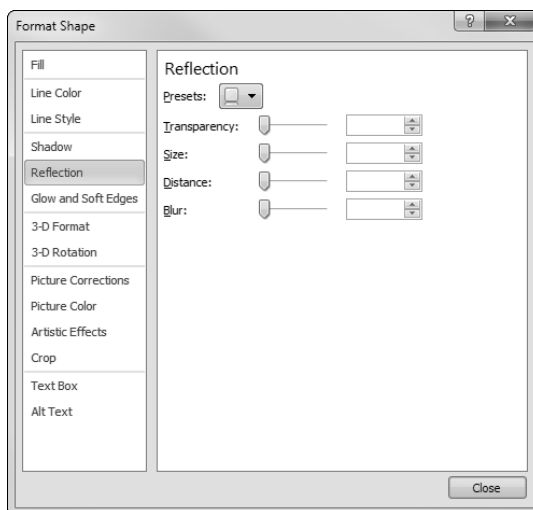 Format Shape
?
X
Fill
Line Color
Line Style
Shadow
Reflection
Glow and Soft Edges
3-D Format
3-D Rotation
Picture Corrections
Picture Color
Artistic Effects
Crop
Text Box
Alt Text
Reflection
Presets:
Transparency:
Size:
Distance:
Blur:
Close